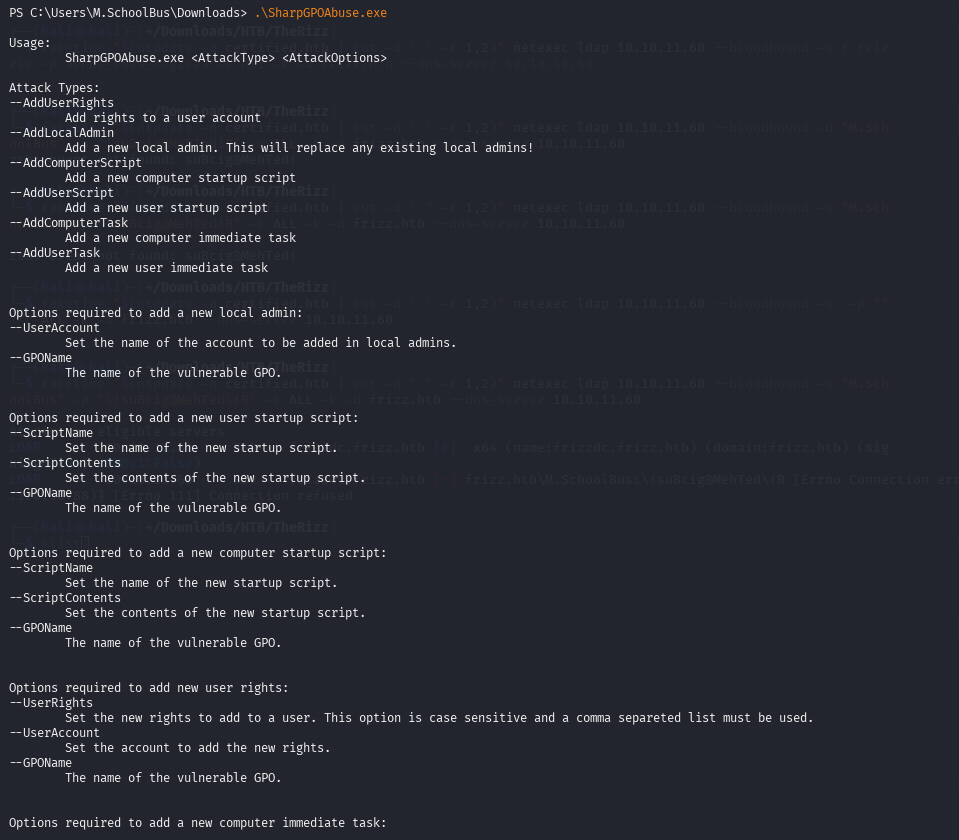 PS C:\Users\M.SchoolBus\Downloads> .\SharpGPOAbuse.exe
Usage:
SharpGPOAbuse.exe <AttackType> <AttackOptions>
Attack Types:
--AddUserRights
Add rights to a user account
--AddLocalAdmin
Add a new local admin. This will replace any existing local admins!
--AddComputerScript
Add a new computer startup script
--AddUserScript
Add a new user startup script
--AddComputerTask
Add a new computer immediate task
--AddUserTask
Add a new user immediate task
Options required to add a new local admin:
--UserAccount
Set the name of the account to be added in local admins.
--GPOName
The name of the vulnerable GPO.
Options required to add a new user startup script:
--ScriptName
Set the name of the new startup script.
--ScriptContents
Set the contents of the new startup script.
--GPOName
The name of the vulnerable GPO.
Options required to add a new computer startup script:
--ScriptName
Set the name of the new startup script.
--ScriptContents
Set the contents of the new startup script.
--GPOName
The name of the vulnerable GPO.
Options required to add new user rights:
--UserRights
Set the new rights to add to a user. This option is case sensitive and a comma separeted list must be used.
--UserAccount
Set the account to add the new rights.
--GPOName
The name of the vulnerable GPO.
Options required to add a new computer immediate task: